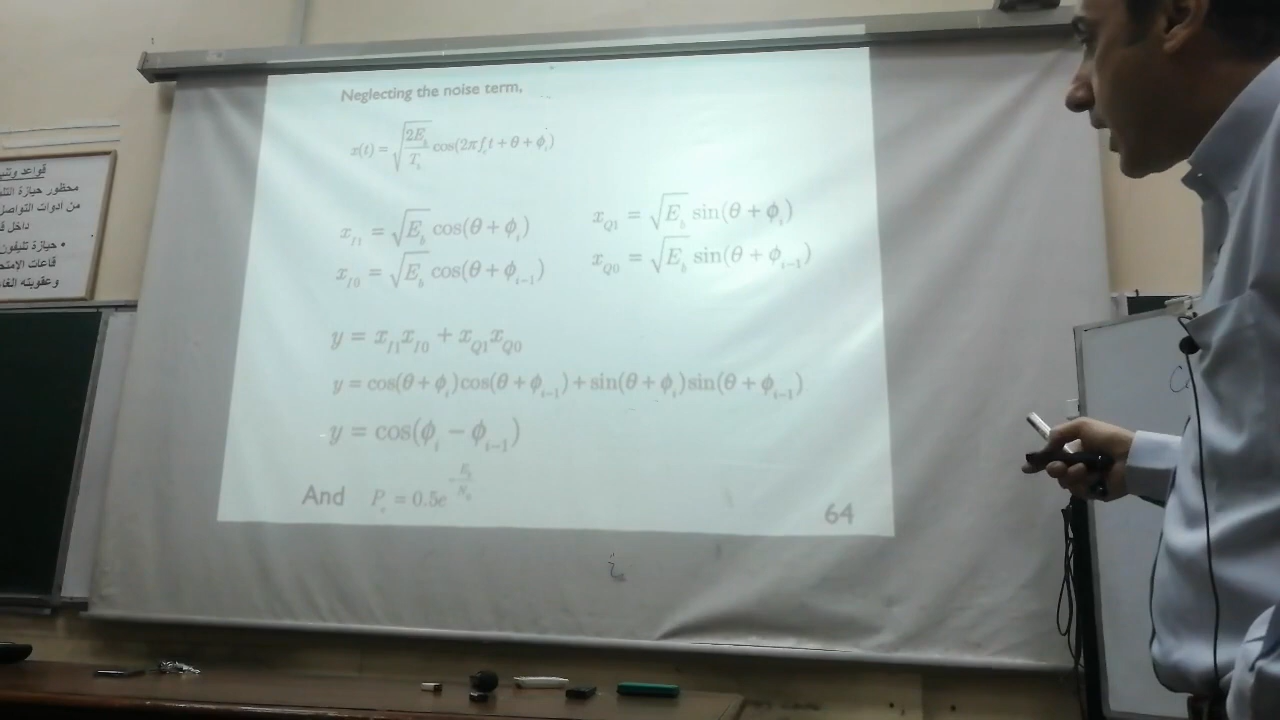 Neglecting the noise term,
x(t) = √(2E_b/T_b) cos(2πf_c t + θ + ϕ_i)
x_I1 = √E_b cos(θ + ϕ_i) x_Q1 = √E_b sin(θ + ϕ_i)
x_I0 = √E_b cos(θ + ϕ_i−1) x_Q0 = √E_b sin(θ + ϕ_i−1)
y = x_I1 x_I0 + x_Q1 x_Q0
y = cos(θ + ϕ_i)cos(θ + ϕ_i−1) + sin(θ + ϕ_i)sin(θ + ϕ_i−1)
y = cos(ϕ_i − ϕ_i−1)
And P_e = 0.5e^(−E_b/N_0)
64
قواعد
محظور حيازة
من أدوات التواصل
داخل
• حيازة تليفون
قاعات
وعقوبته